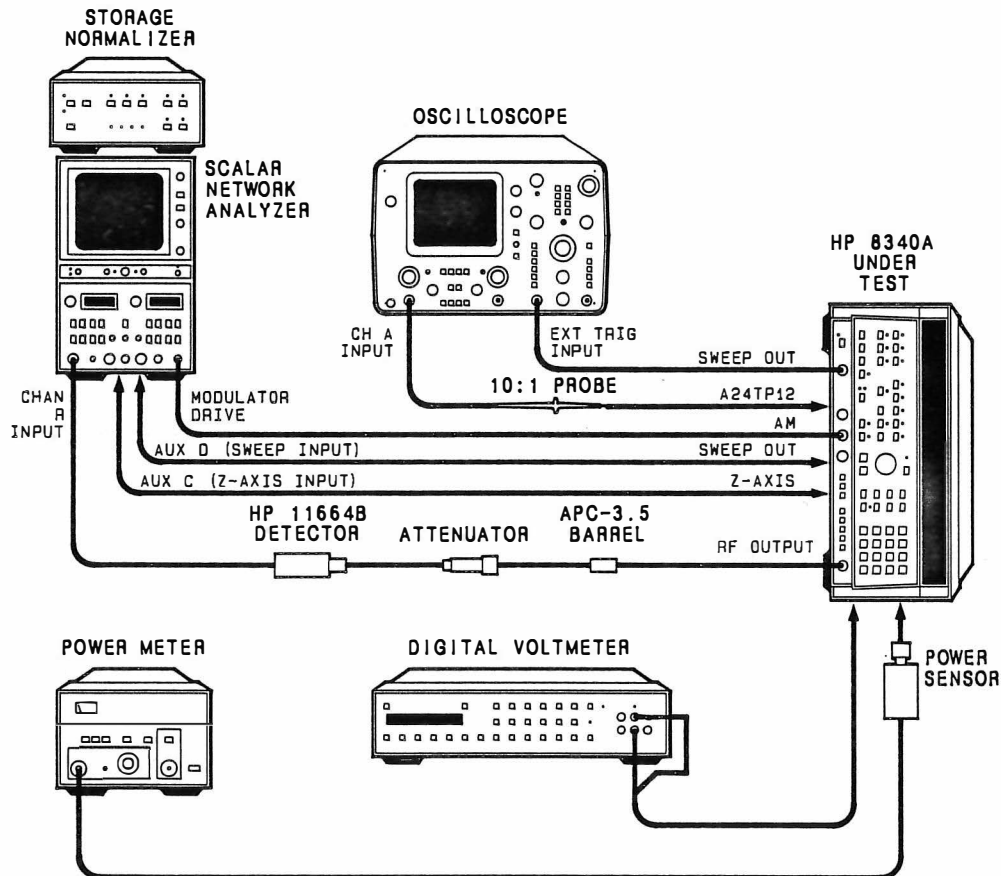 STORAGE
NORMALIZER
SCALAR
NETWORK
ANALYZER
OSCILLOSCOPE
HP 8340A
UNDER
TEST
CH A
INPUT
EXT TRIG
INPUT
SWEEP OUT
10:1 PROBE
A24TP12
CHAN
R
INPUT
MODULATOR
DRIVE
AM
AUX D (SWEEP INPUT)
SWEEP OUT
AUX C (Z-AXIS INPUT)
Z-AXIS
HP 11664B
DETECTOR
ATTENUATOR
APC-3.5
BARREL
RF OUTPUT
POWER METER
DIGITAL VOLTMETER
POWER
SENSOR